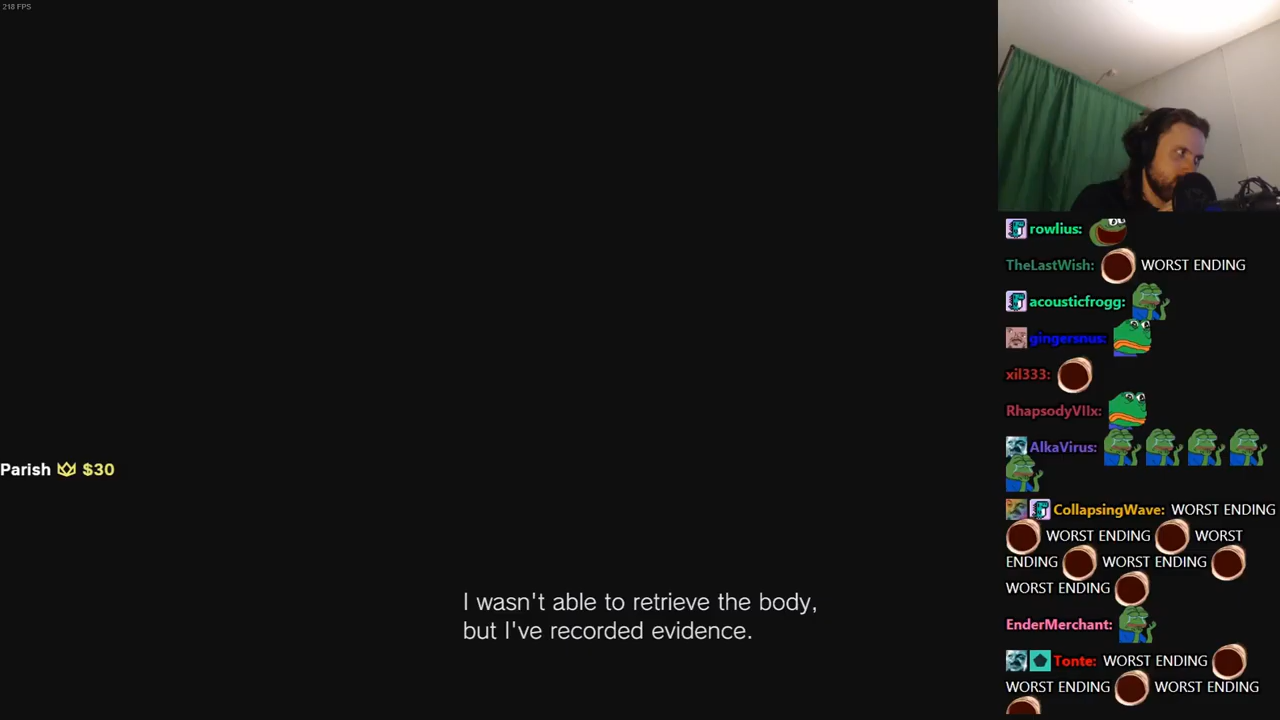 218 FPS
rowlius:
TheLastWish: WORST ENDING
acousticfrogg:
gingersnus:
xil333:
RhapsodyVIIx:
AlkaVirus:
Parish $30
CollapsingWave: WORST ENDING
WORST ENDING WORST
ENDING WORST ENDING
WORST ENDING
I wasn't able to retrieve the body,
but I've recorded evidence.
EnderMerchant:
Tonte: WORST ENDING
WORST ENDING WORST ENDING